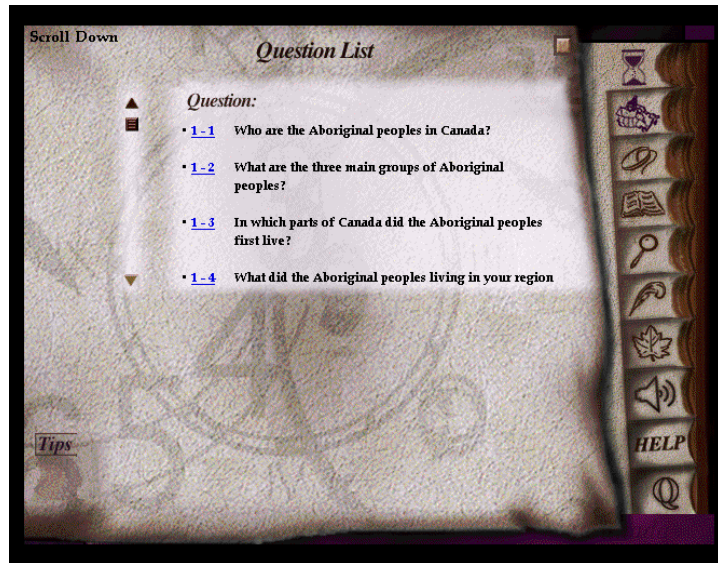 Scroll Down
Question List
Question:
• 1-1 Who are the Aboriginal peoples in Canada?
• 1-2 What are the three main groups of Aboriginal
peoples?
• 1-3 In which parts of Canada did the Aboriginal peoples
first live?
• 1-4 What did the Aboriginal peoples living in your region
Tips
HELP
Q